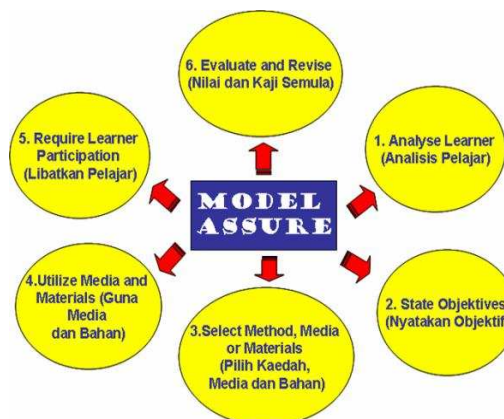 6. Evaluate and Revise
(Nilai dan Kaji Semula)
5. Require Learner
Participation
(Libatkan Pelajar)
1. Analyse Learner
(Analisis Pelajar)
MODEL
ASSURE
4.Utilize Media and
Materials (Guna
Media
dan Bahan)
2. State Objektives
(Nyatakan Objektif
3.Select Method, Media
or Materials
(Pilih Kaedah,
Media dan Bahan)